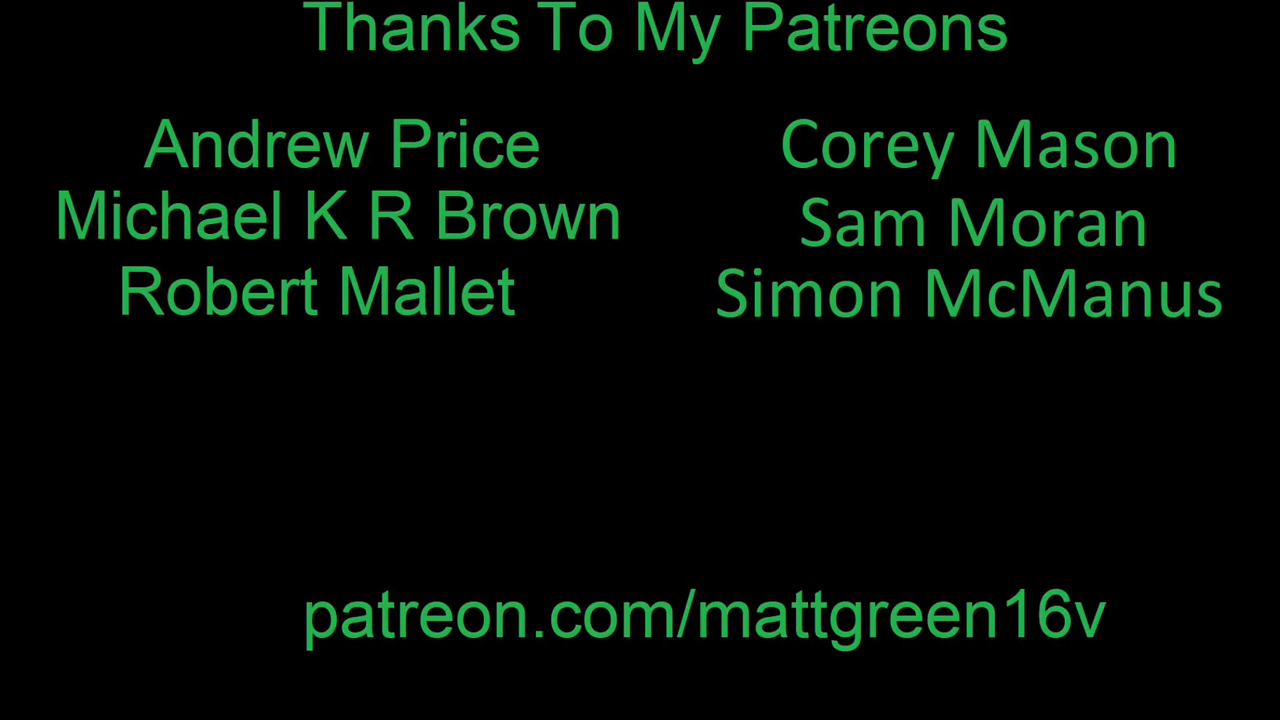 Thanks To My Patreons
Andrew Price
Michael K R Brown
Robert Mallet
Corey Mason
Sam Moran
Simon McManus
patreon.com/mattgreen16v